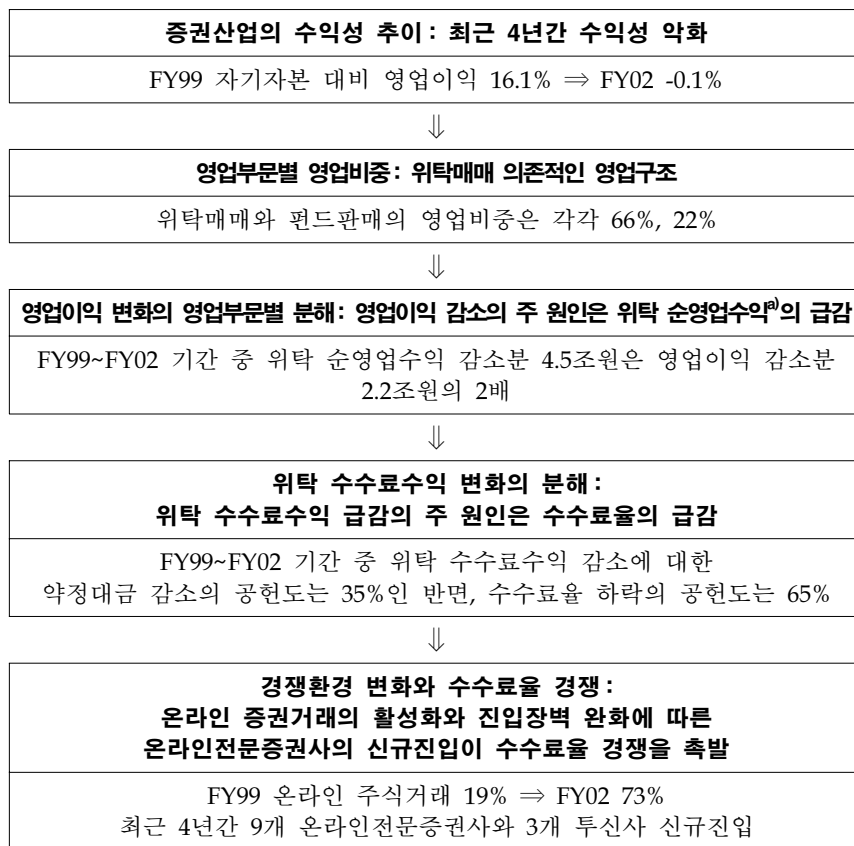 증권산업의 수익성 추이 : 최근 4년간 수익성 악화
FY99 자기자본 대비 영업이익 16.1% ⇒ FY02 -0.1%
⇓
영업부문별 영업비중 : 위탁매매 의존적인 영업구조
위탁매매와 펀드판매의 영업비중은 각각 66%, 22%
⇓
영업이익 변화의 영업부문별 분해 : 영업이익 감소의 주 원인은 위탁 순영업수익a)의 급감
FY99~FY02 기간 중 위탁 순영업수익 감소분 4.5조원은 영업이익 감소분
2.2조원의 2배
⇓
위탁 수수료수익 변화의 분해 :
위탁 수수료수익 급감의 주 원인은 수수료율의 급감
FY99~FY02 기간 중 위탁 수수료수익 감소에 대한
약정대금 감소의 공헌도는 35%인 반면, 수수료율 하락의 공헌도는 65%
⇓
경쟁환경 변화와 수수료율 경쟁 :
온라인 증권거래의 활성화와 진입장벽 완화에 따른
온라인전문증권사의 신규진입이 수수료율 경쟁을 촉발
FY99 온라인 주식거래 19% ⇒ FY02 73%
최근 4년간 9개 온라인전문증권사와 3개 투신사 신규진입